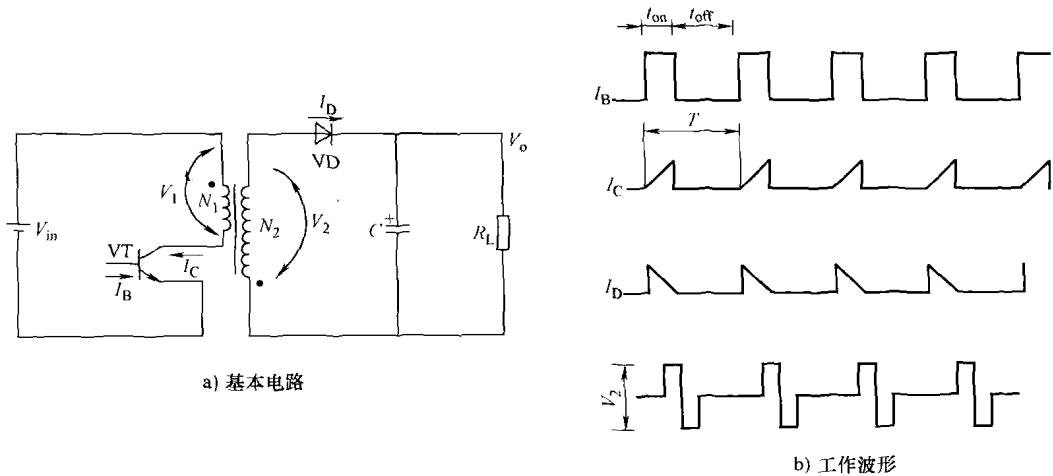 I_D
VD
V_o
V_1
N_1
N_2
V_2
V_in
C
+
R_L
VT
I_C
I_B
a) 基本电路
t_on
t_off
I_B
T
I_C
I_D
V_2
b) 工作波形